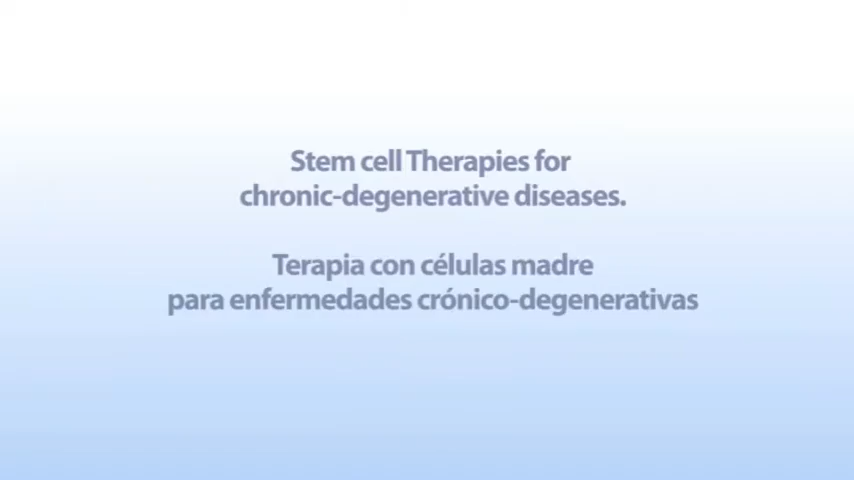 Stem cell Therapies for
chronic-degenerative diseases.
Terapia con células madre
para enfermedades crónico-degenerativas